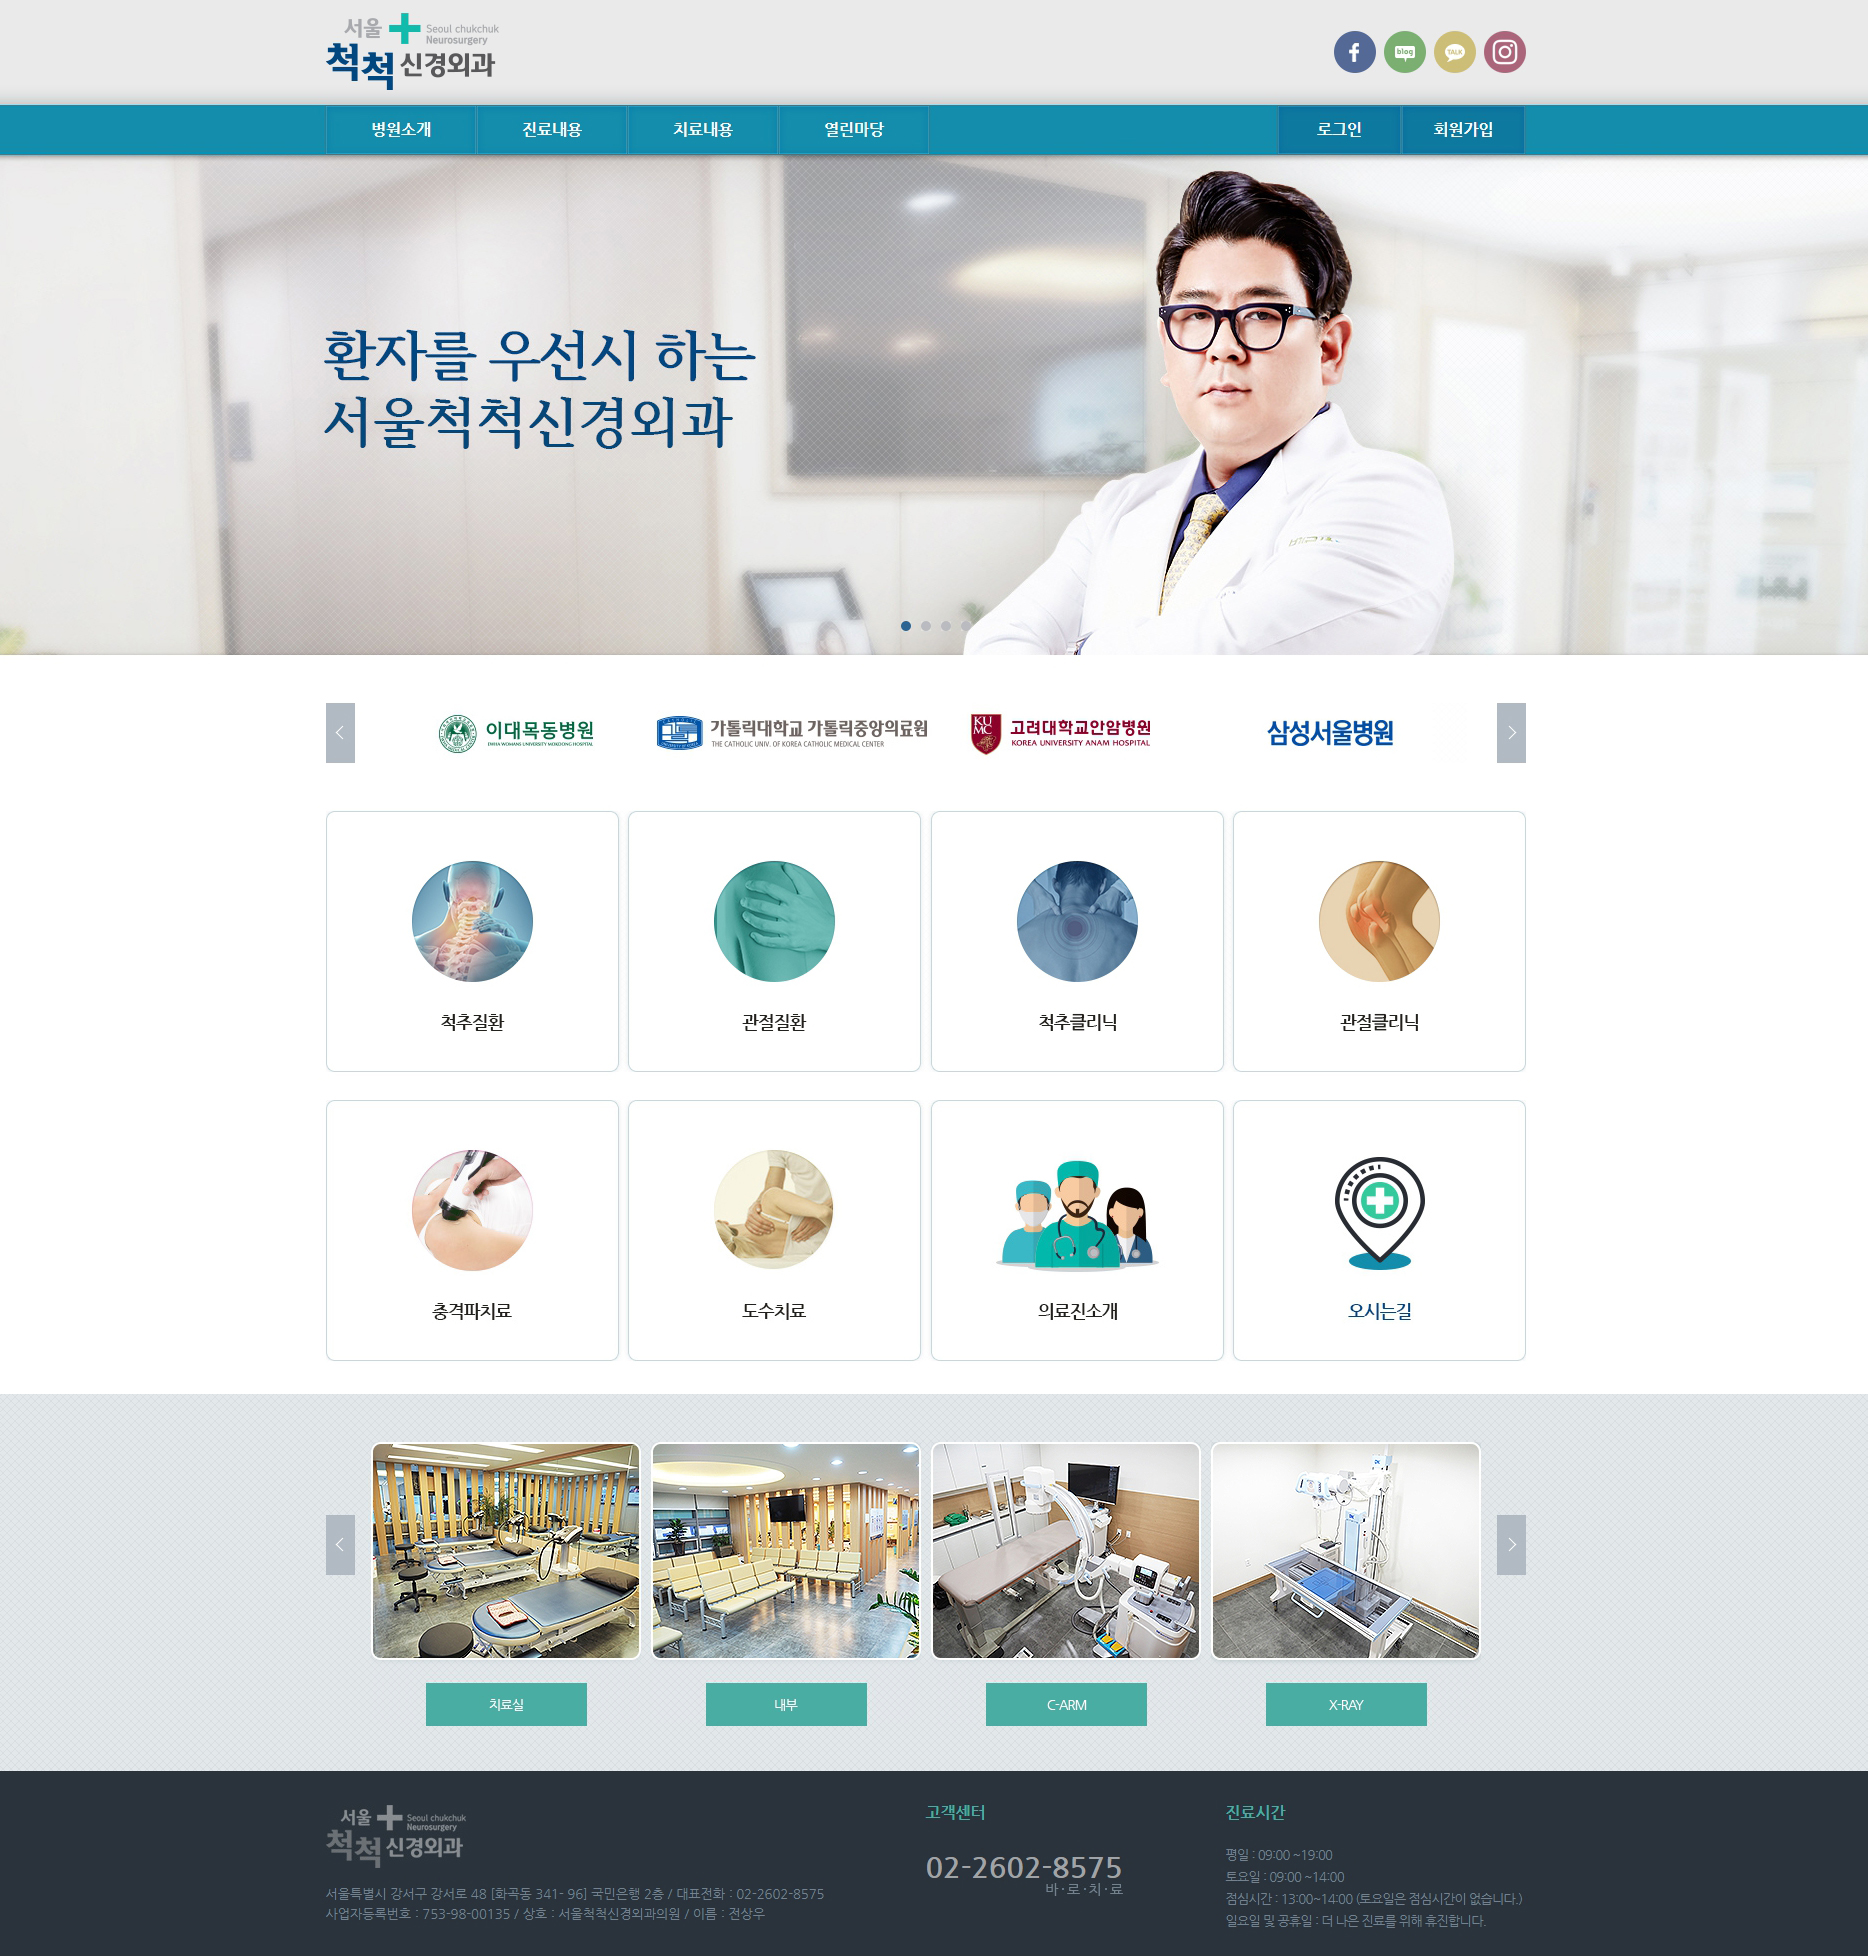 서울
Seoul chukchuk
Neurosurgery
척척 신경외과
blog
TALK
병원소개
진료내용
치료내용
열린마당
로그인
회원가입
환자를 우선시 하는
서울척척신경외과
이대목동병원
EWHA WOMANS UNIVERSITY MOKDONG HOSPITAL
가톨릭대학교 가톨릭중앙의료원
THE CATHOLIC UNIV. OF KOREA CATHOLIC MEDICAL CENTER
KU
MC
고려대학교안암병원
KOREA UNIVERSITY ANAM HOSPITAL
삼성서울병원
척추질환
관절질환
척추클리닉
관절클리닉
충격파치료
도수치료
의료진소개
오시는길
치료실
내부
C-ARM
X-RAY
서울
Seoul chukchuk
Neurosurgery
척척 신경외과
서울특별시 강서구 강서로 48 [화곡동 341- 96] 국민은행 2층 / 대표전화 : 02-2602-8575
사업자등록번호 : 753-98-00135 / 상호 : 서울척척신경외과의원 / 이름 : 전상우
고객센터
02-2602-8575
바·로·치·료
진료시간
평일 : 09:00 ~19:00
토요일 : 09:00 ~14:00
점심시간 : 13:00~14:00 (토요일은 점심시간이 없습니다.)
일요일 및 공휴일 : 더 나은 진료를 위해 휴진합니다.